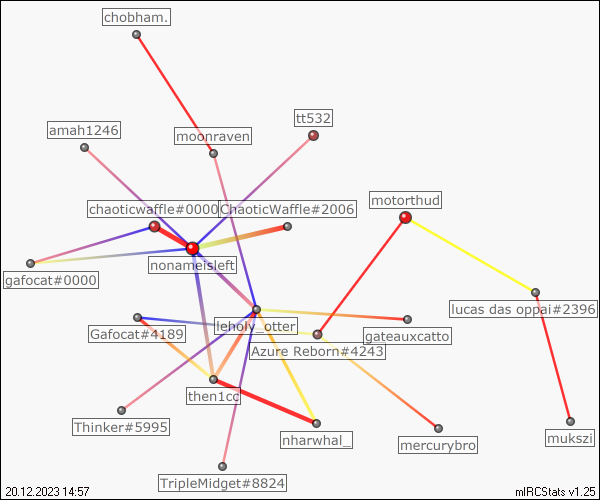 chobham.
tt532
amah1246
moonraven
motorthud
chaoticwaffle#0000
ChaoticWaffle#2006
nonameisleft
gafocat#0000
lucas das oppai#2396
leholy_otter
Gafocat#4189
gateauxcatto
Azure Reborn#4243
then1cc
Thinker#5995
nharwhal_
mercurybro
mukszi
TripleMidget#8824
20.12.2023 14:57
mIRCStats v1.25